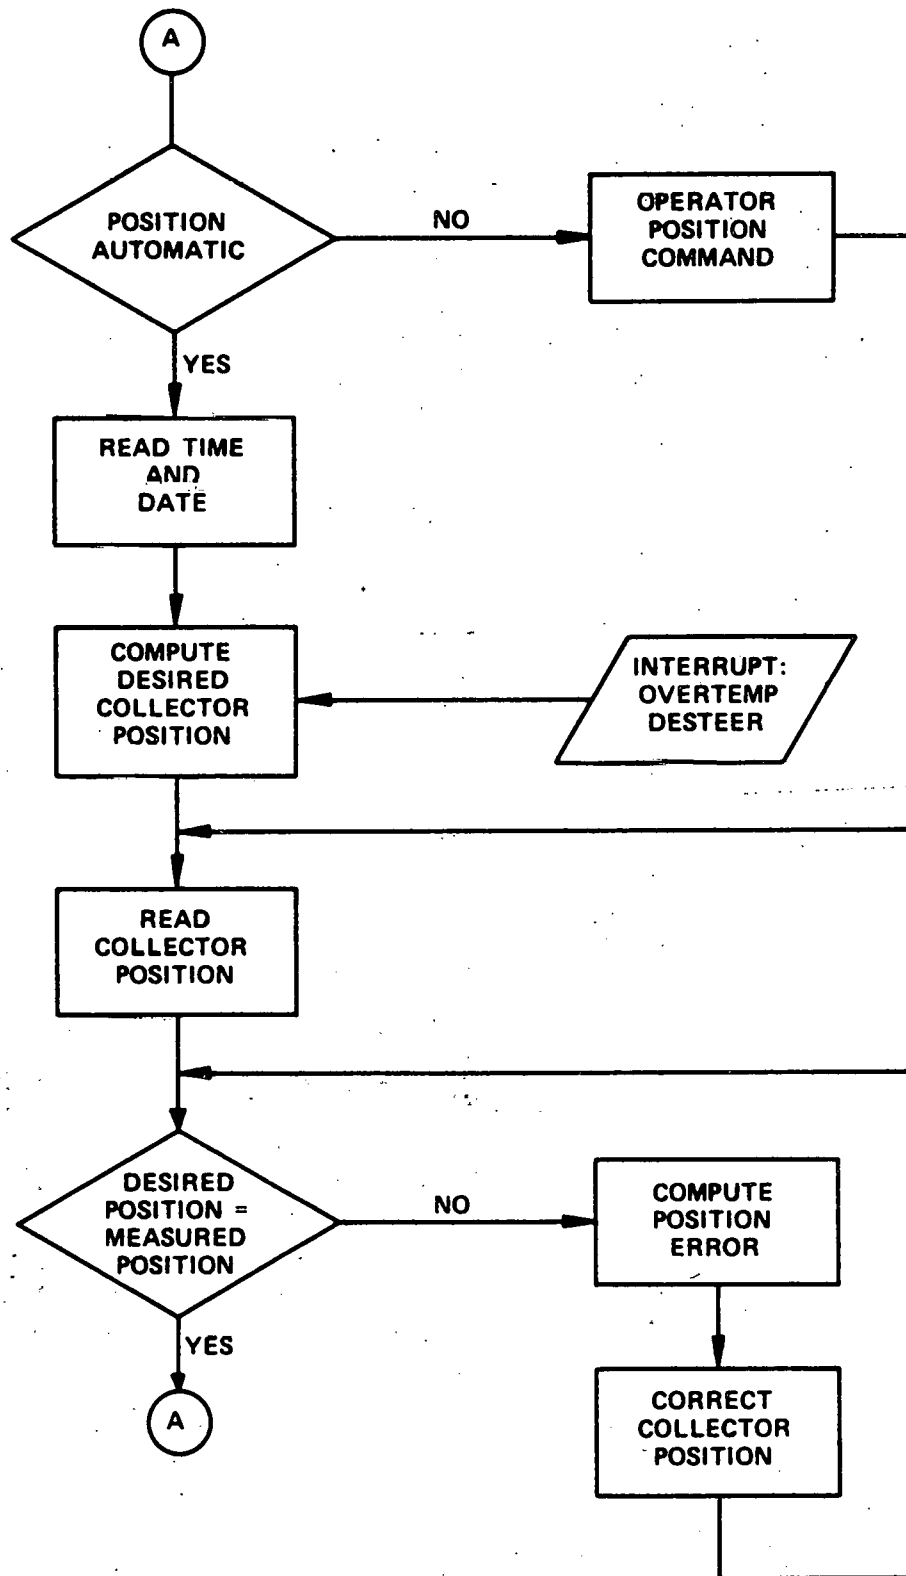 A
POSITION
AUTOMATIC
NO
OPERATOR
POSITION
COMMAND
YES
READ TIME
AND
DATE
COMPUTE
DESIRED
COLLECTOR
POSITION
INTERRUPT:
OVERTEMP
DESTEER
READ
COLLECTOR
POSITION
DESIRED
POSITION =
MEASURED
POSITION
NO
COMPUTE
POSITION
ERROR
YES
A
CORRECT
COLLECTOR
POSITION